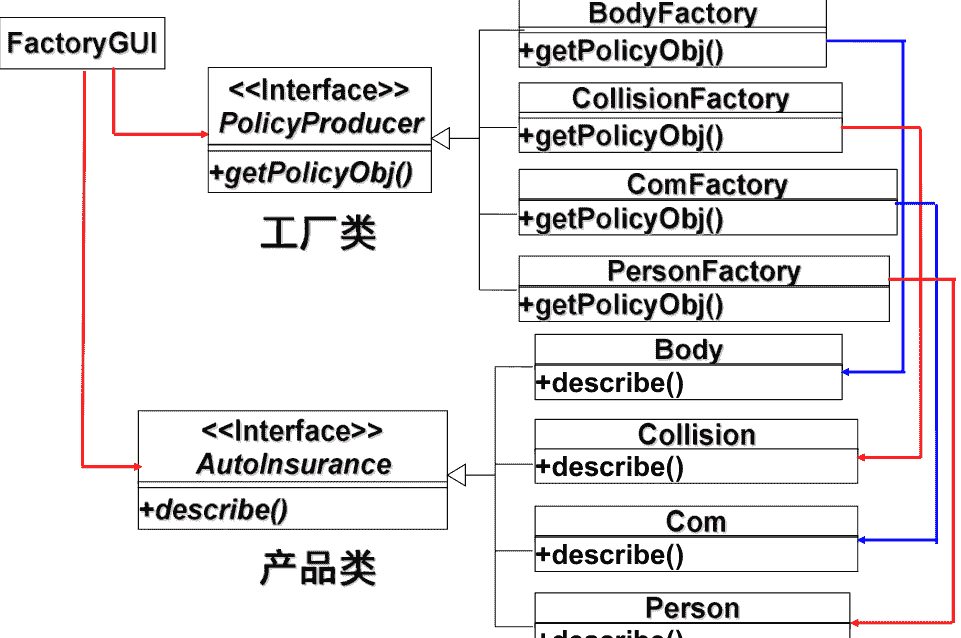 FactoryGUI
<<Interface>>
PolicyProducer
+getPolicyObj()
工厂类
BodyFactory
+getPolicyObj()
CollisionFactory
+getPolicyObj()
ComFactory
+getPolicyObj()
PersonFactory
+getPolicyObj()
<<Interface>>
AutoInsurance
+describe()
产品类
Body
+describe()
Collision
+describe()
Com
+describe()
Person
+describe()